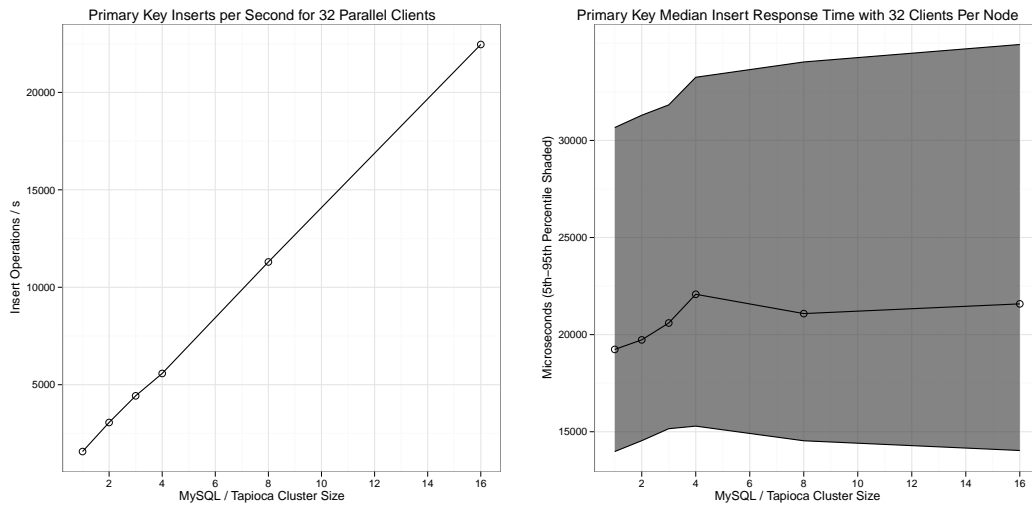 Primary Key Inserts per Second for 32 Parallel Clients
Insert Operations / s
20000
15000
10000
5000
2 4 6 8 10 12 14 16
MySQL / Tapioca Cluster Size
Primary Key Median Insert Response Time with 32 Clients Per Node
Microseconds (5th−95th Percentile Shaded)
30000
25000
20000
15000
2 4 6 8 10 12 14 16
MySQL / Tapioca Cluster Size